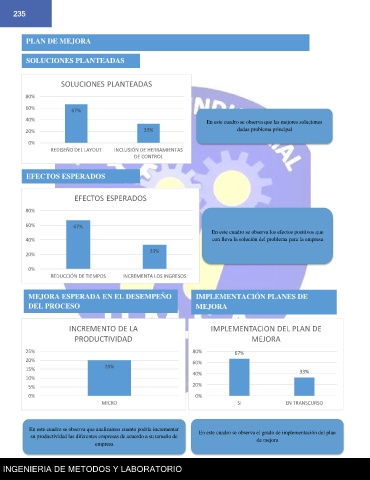 235
PLAN DE MEJORA
SOLUCIONES PLANTEADAS
SOLUCIONES PLANTEADAS
80%
60%
40%
20%
0%
67%
33%
REDISEÑO DEL LAYOUT
INCLUSIÓN DE HERRAMIENTAS
DE CONTROL
En este cuadro se observa que las mejores soluciones
dadas problema principal
EFECTOS ESPERADOS
EFECTOS ESPERADOS
80%
60%
40%
20%
0%
67%
33%
REDUCCIÓN DE TIEMPOS
INCREMENTA LOS INGRESOS
En este cuadro se observa los efectos positivos que
con lleva la solución del problema para la empresa
MEJORA ESPERADA EN EL DESEMPEÑO
DEL PROCESO
INCREMENTO DE LA
PRODUCTIVIDAD
25%
20%
15%
10%
5%
0%
20%
MICRO
IMPLEMENTACIÓN PLANES DE
MEJORA
IMPLEMENTACION DEL PLAN DE
MEJORA
80%
60%
40%
20%
0%
67%
33%
SI
EN TRANSCURSO
En este cuadro se observa que analizamos cuanto podría incrementar
su productividad las diferentes empresas de acuerdo a su tamaño de
empresa
En este cuadro se observa el grado de implementación del plan
de mejora
INGENIERIA DE METODOS Y LABORATORIO